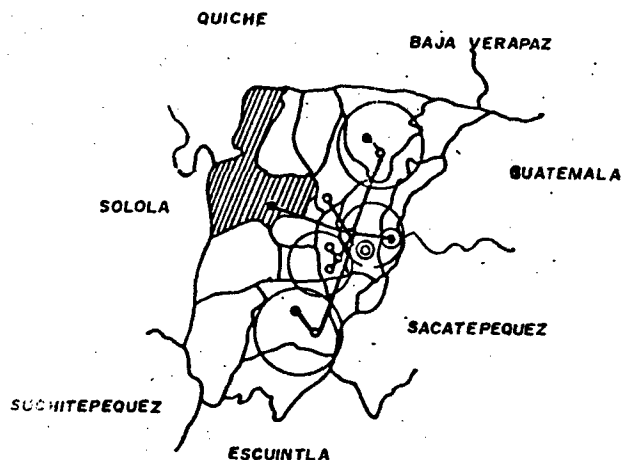 QUICHE
BAJA VERAPAZ
GUATEMALA
SOLOLA
SACATEPEQUEZ
SUCHITEPEQUEZ
ESCUINTLA